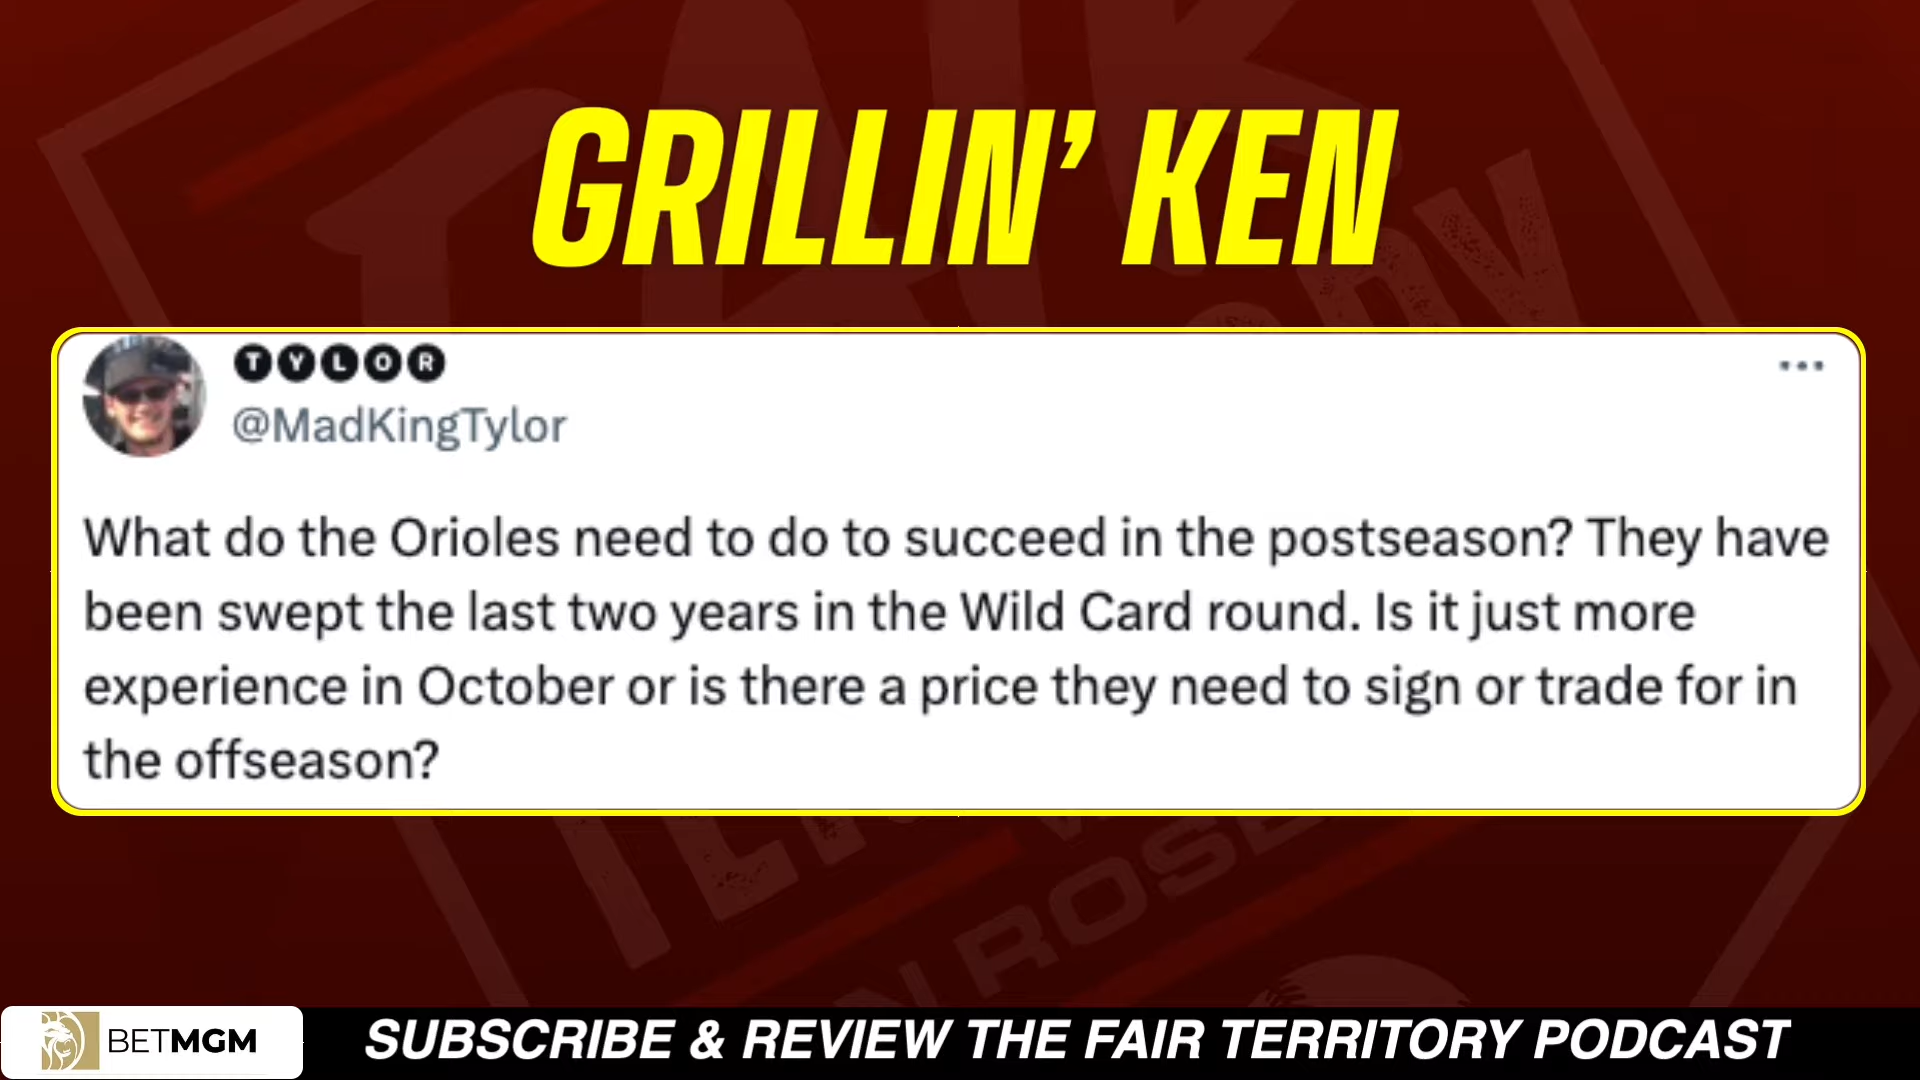 GRILLIN' KEN
TYLOR
@MadKingTylor
What do the Orioles need to do to succeed in the postseason? They have
been swept the last two years in the Wild Card round. Is it just more
experience in October or is there a price they need to sign or trade for in
the offseason?
BETMGM
SUBSCRIBE & REVIEW THE FAIR TERRITORY PODCAST